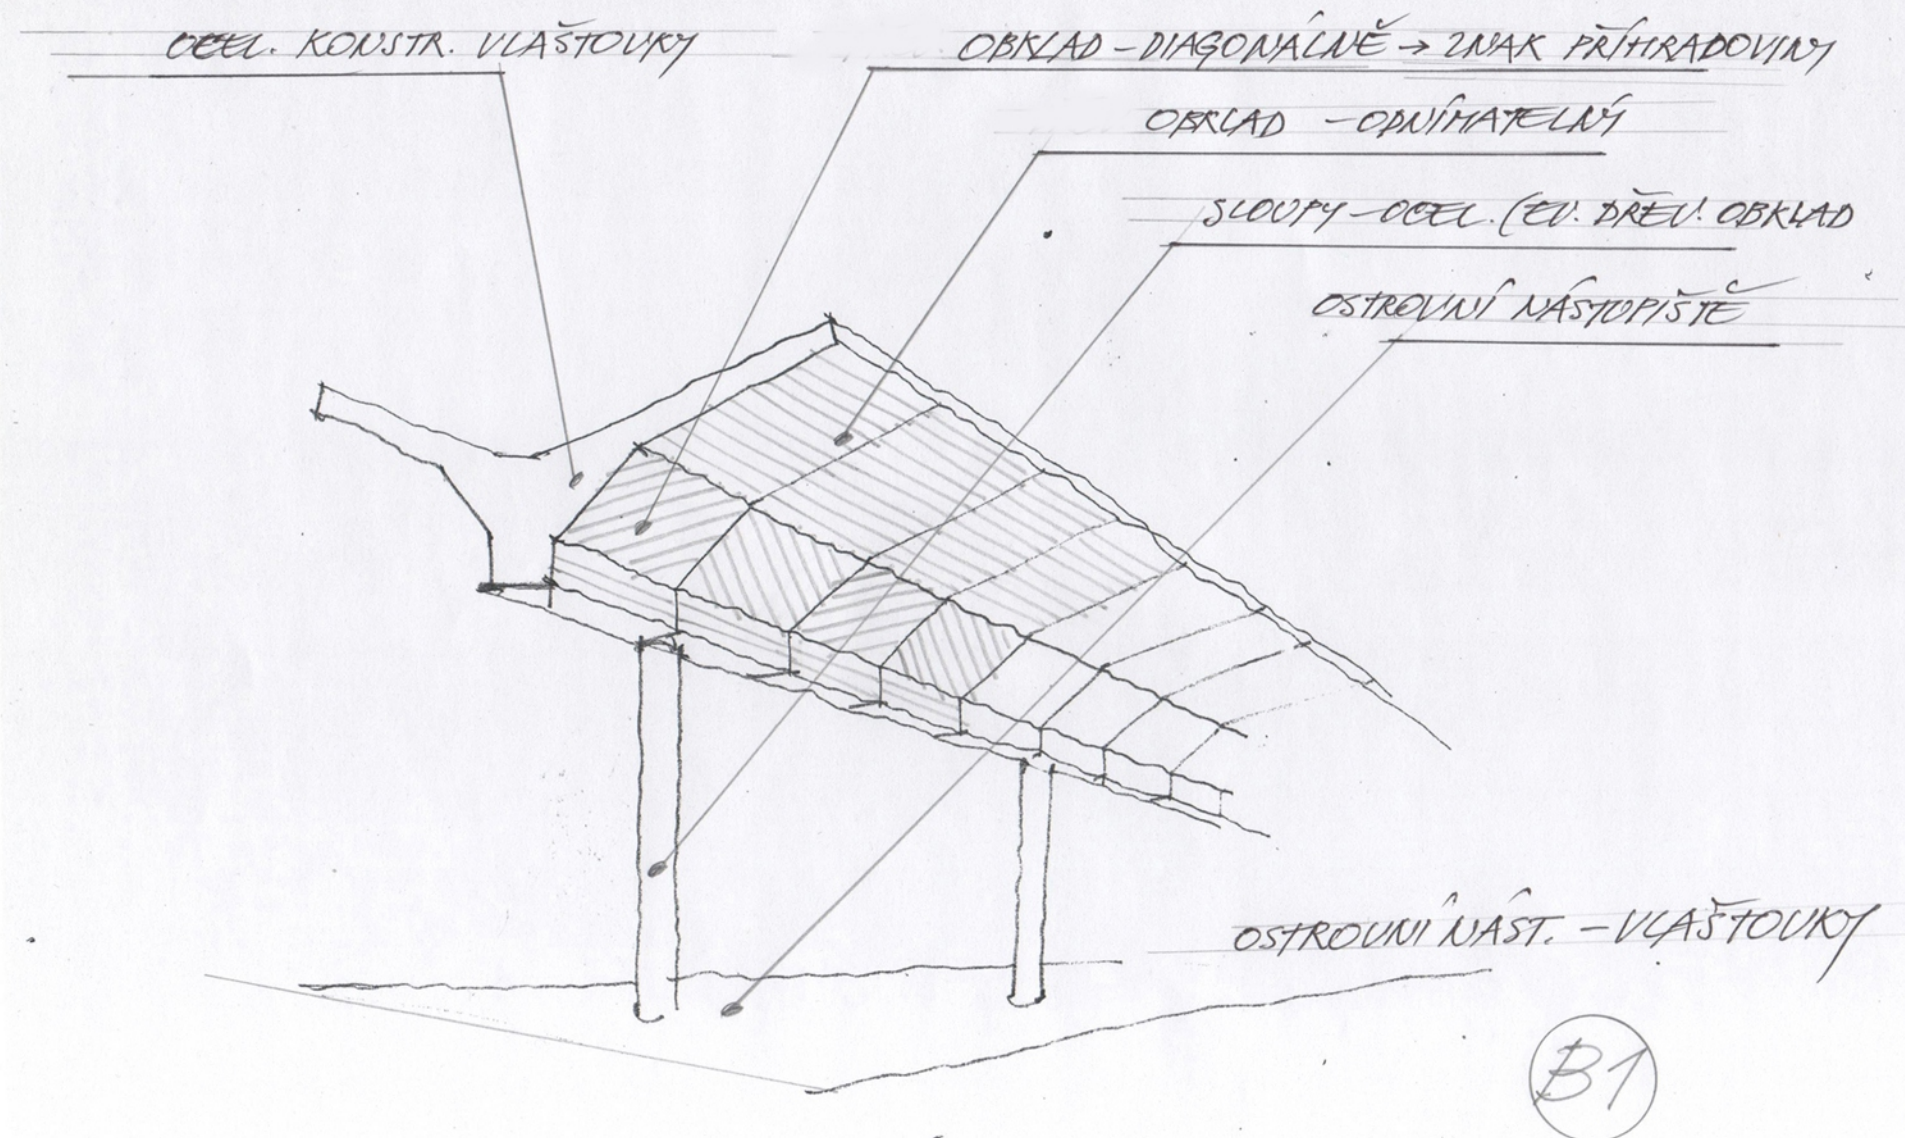 OCEL. KONSTR. VLAŠTOVKY
OBKLAD - DIAGONÁLNĚ → ZNAK PŘÍHRADOVINY
OBKLAD - ODNÍMATELNÝ
SLOUPY - OCEL. (EV. DŘEV. OBKLAD
OSTROVNÍ NÁSTUPIŠTĚ
OSTROVNÍ NÁST. - VLAŠTOVKY
B1